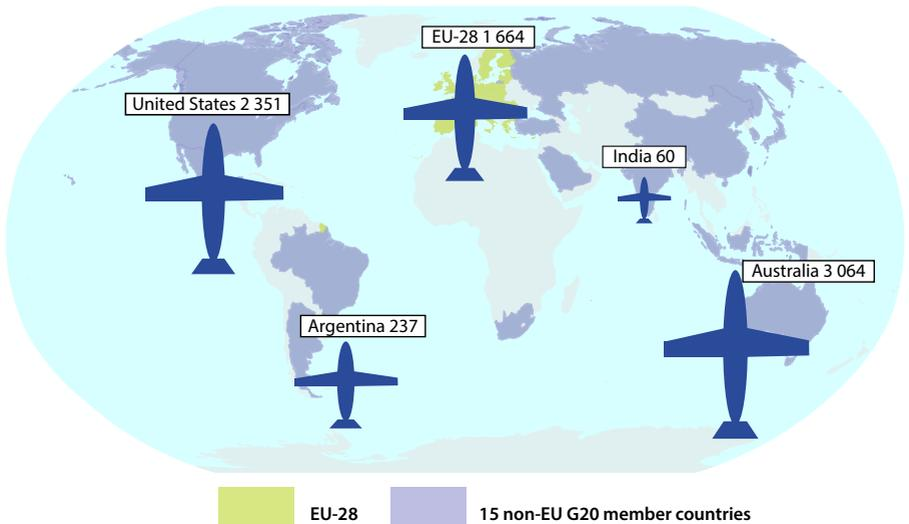 EU-28 1 664
United States 2 351
India 60
Australia 3 064
Argentina 237
EU-28
15 non-EU G20 member countries